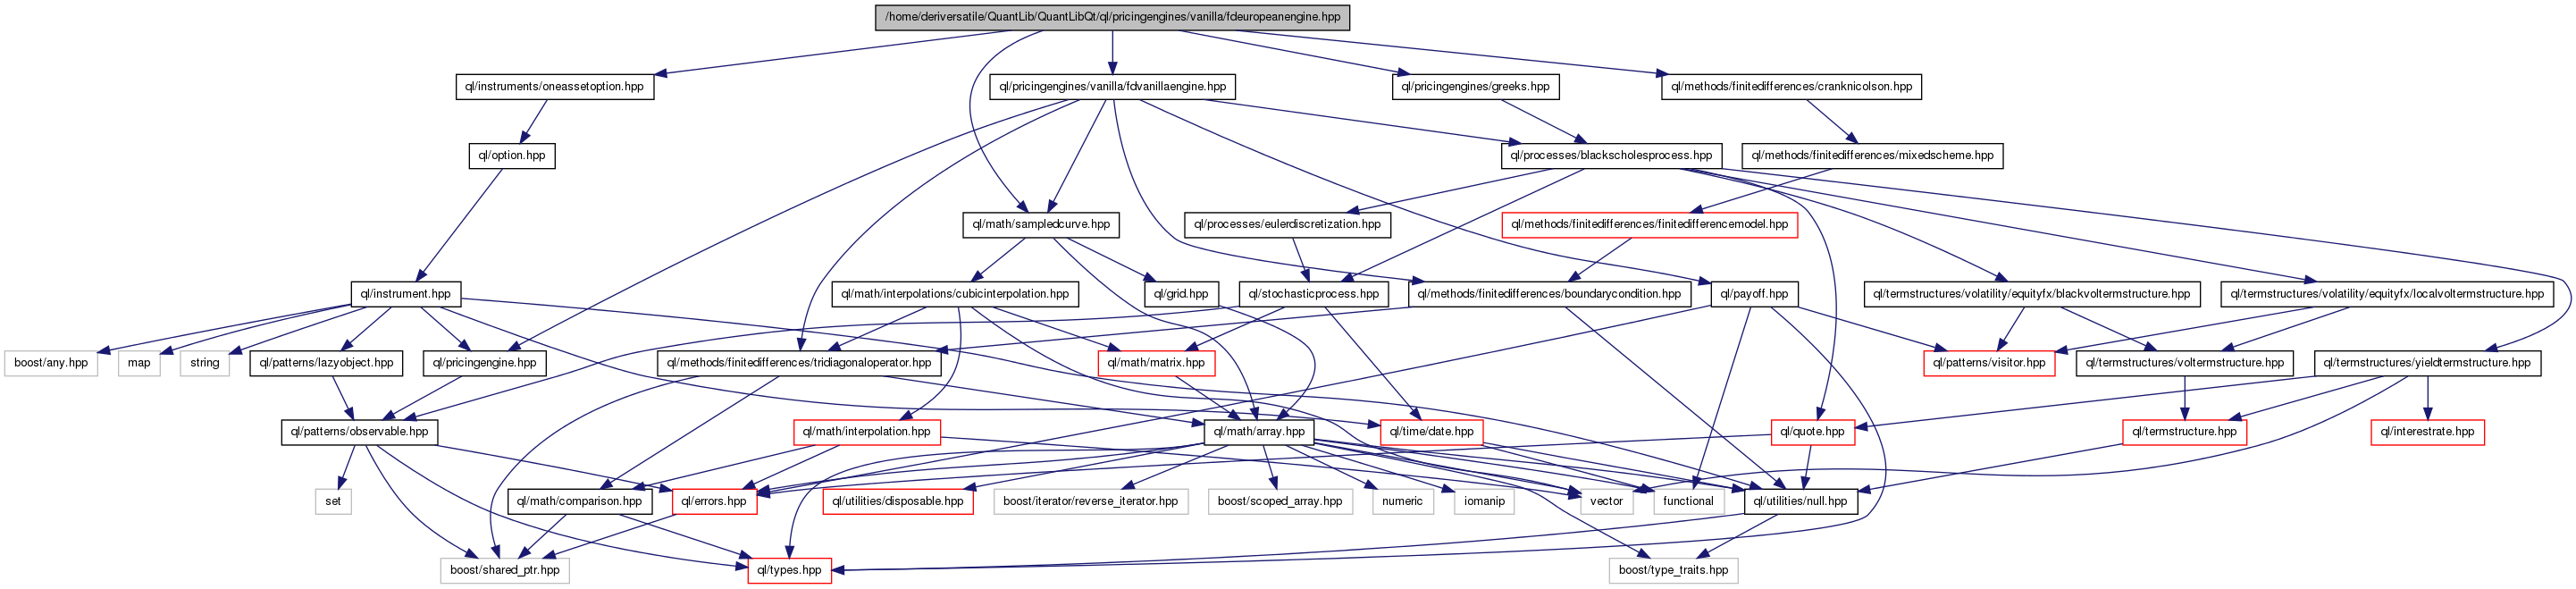 /home/deriversatile/QuantLib/QuantLibQt/ql/pricingengines/vanilla/fdeuropeanengine.hpp
ql/instruments/oneassetoption.hpp
ql/pricingengines/vanilla/fdvanillaengine.hpp
ql/pricingengines/greeks.hpp
ql/methods/finitedifferences/cranknicolson.hpp
ql/option.hpp
ql/processes/blackscholesprocess.hpp
ql/methods/finitedifferences/mixedscheme.hpp
ql/math/sampledcurve.hpp
ql/processes/eulerdiscretization.hpp
ql/methods/finitedifferences/finitedifferencemodel.hpp
ql/instrument.hpp
ql/math/interpolations/cubicinterpolation.hpp
ql/grid.hpp
ql/stochasticprocess.hpp
ql/methods/finitedifferences/boundarycondition.hpp
ql/payoff.hpp
ql/termstructures/volatility/equityfx/blackvoltermstructure.hpp
ql/termstructures/volatility/equityfx/localvoltermstructure.hpp
boost/any.hpp
map
string
ql/patterns/lazyobject.hpp
ql/pricingengine.hpp
ql/methods/finitedifferences/tridiagonaloperator.hpp
ql/math/matrix.hpp
ql/patterns/visitor.hpp
ql/termstructures/voltermstructure.hpp
ql/termstructures/yieldtermstructure.hpp
ql/patterns/observable.hpp
ql/math/interpolation.hpp
ql/math/array.hpp
ql/time/date.hpp
ql/quote.hpp
ql/termstructure.hpp
ql/interestrate.hpp
set
ql/math/comparison.hpp
ql/errors.hpp
ql/utilities/disposable.hpp
boost/iterator/reverse_iterator.hpp
boost/scoped_array.hpp
numeric
iomanip
vector
functional
ql/utilities/null.hpp
boost/shared_ptr.hpp
ql/types.hpp
boost/type_traits.hpp